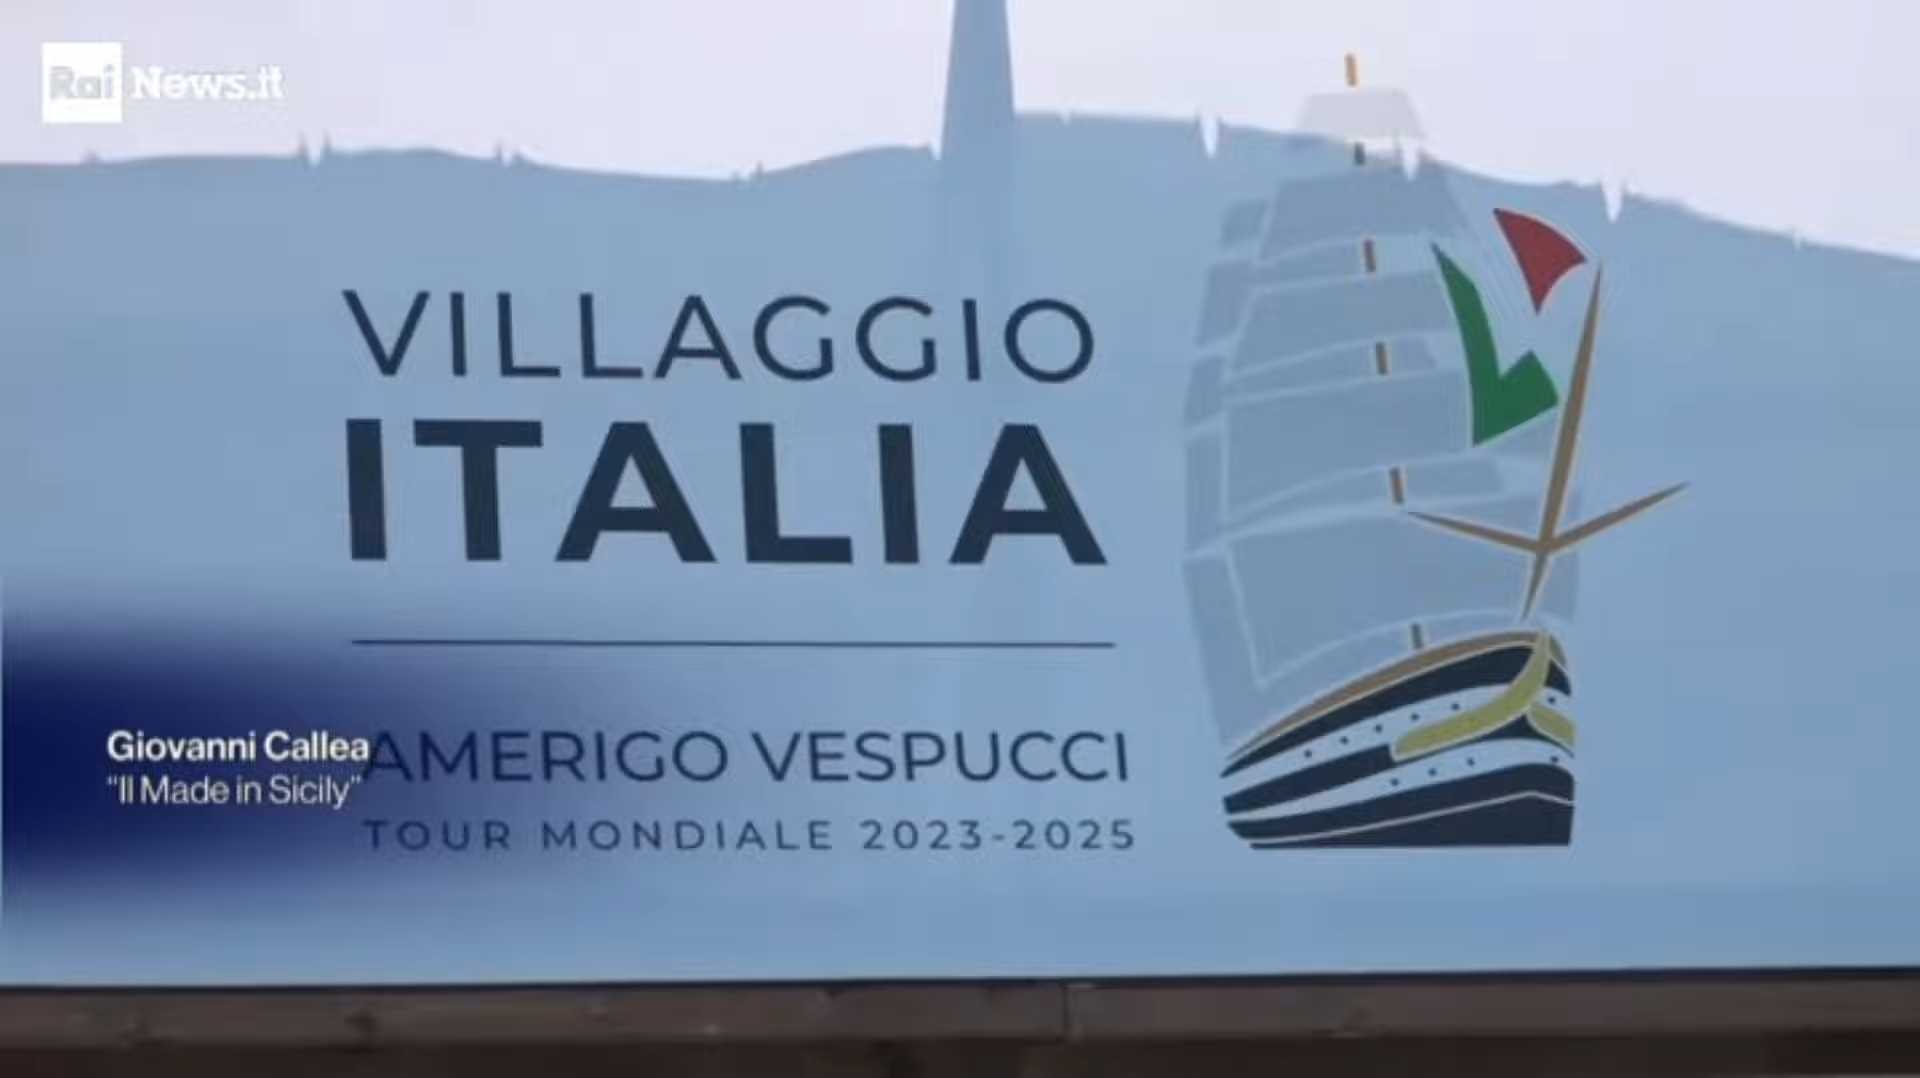 Rai News.it
VILLAGGIO
ITALIA
AMERIGO VESPUCCI
TOUR MONDIALE 2023-2025
Giovanni Callea
"Il Made in Sicily"